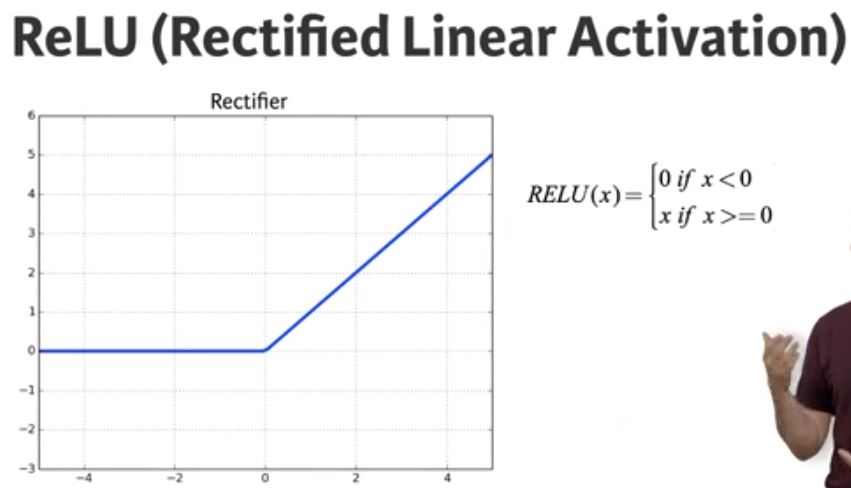 ReLU (Rectified Linear Activation)
Rectifier
6
5
4
3
2
1
0
−1
−2
−3
−4 −2 0 2 4
RELU(x) = {0 if x < 0
x if x >= 0